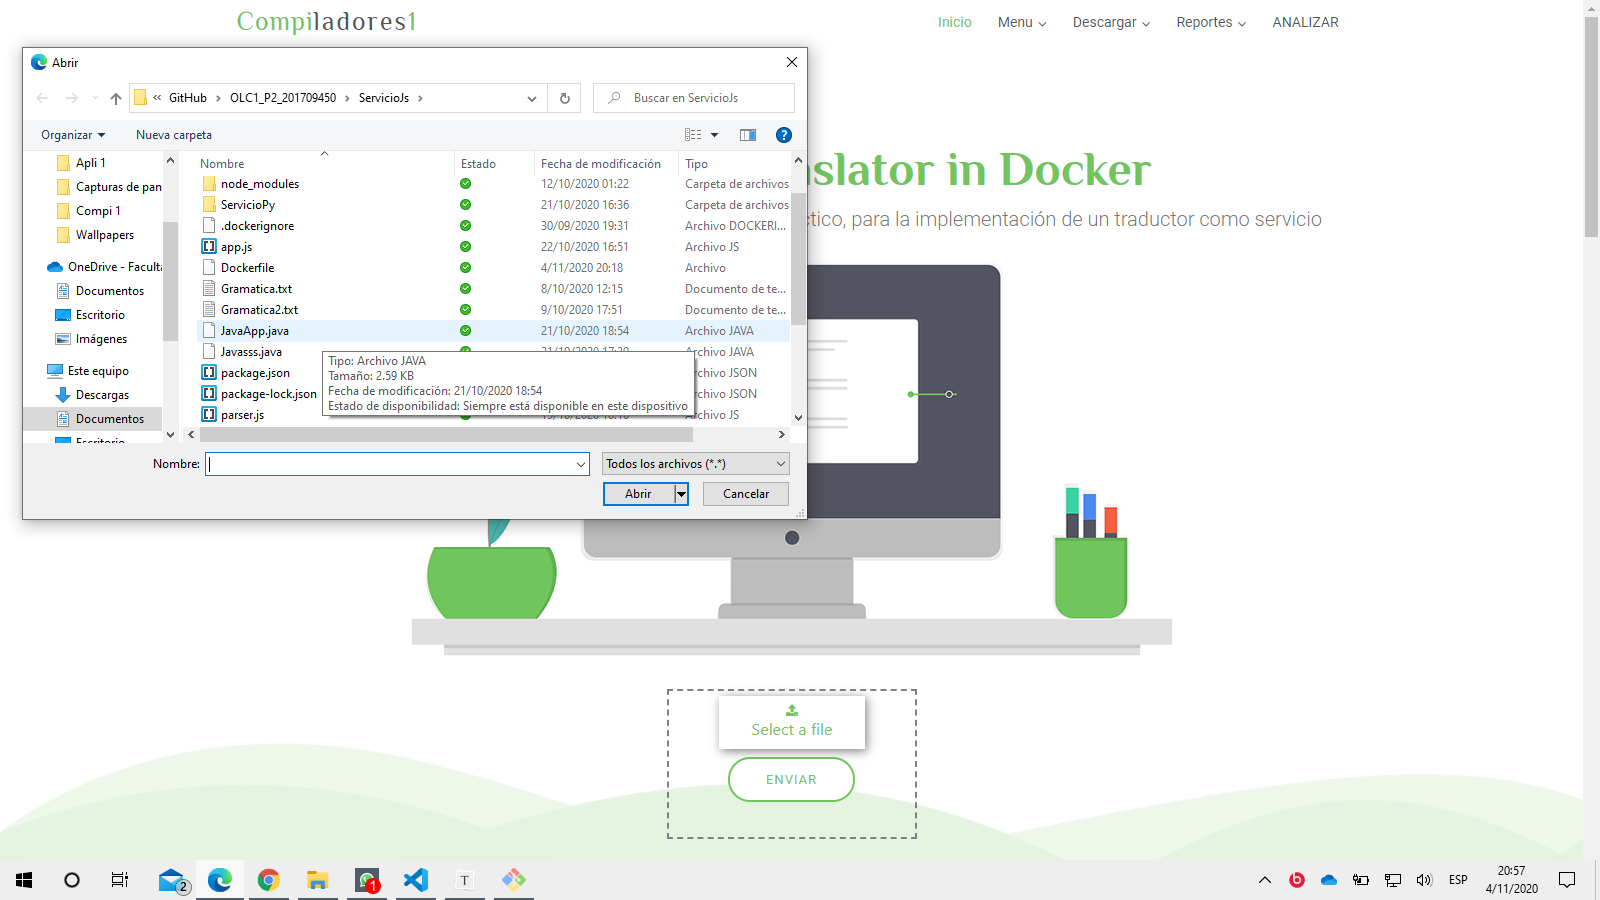 Compiladores1
Inicio Menu Descargar Reportes ANALIZAR
Abrir
« GitHub OLC1_P2_201709450 ServicioJs
Buscar en ServicioJs
Organizar Nueva carpeta
Apli 1
Capturas de pan
Compi 1
Wallpapers
OneDrive - Faculta
Documentos
Escritorio
Imágenes
Este equipo
Descargas
Documentos
Escritorio
Nombre Estado Fecha de modificación Tipo
node_modules 12/10/2020 01:22 Carpeta de archivos
ServicioPy 21/10/2020 16:36 Carpeta de archivos
.dockerignore 30/09/2020 19:31 Archivo DOCKERI...
app.js 22/10/2020 16:51 Archivo JS
Dockerfile 4/11/2020 20:18 Archivo
Gramatica.txt 8/10/2020 12:15 Documento de te...
Gramatica2.txt 9/10/2020 17:51 Documento de te...
JavaApp.java 21/10/2020 18:54 Archivo JAVA
Javasss.java Archivo JAVA
package.json rchivo JSON
package-lock.json rchivo JSON
parser.js rchivo JS
Tipo: Archivo JAVA
Tamaño: 2.59 KB
Fecha de modificación: 21/10/2020 18:54
Estado de disponibilidad: Siempre está disponible en este dispositivo
Nombre:
Todos los archivos (*.*)
Abrir Cancelar
slator in Docker
tico, para la implementación de un traductor como servicio
Select a file
ENVIAR
2
1
T
ESP
20:57
4/11/2020